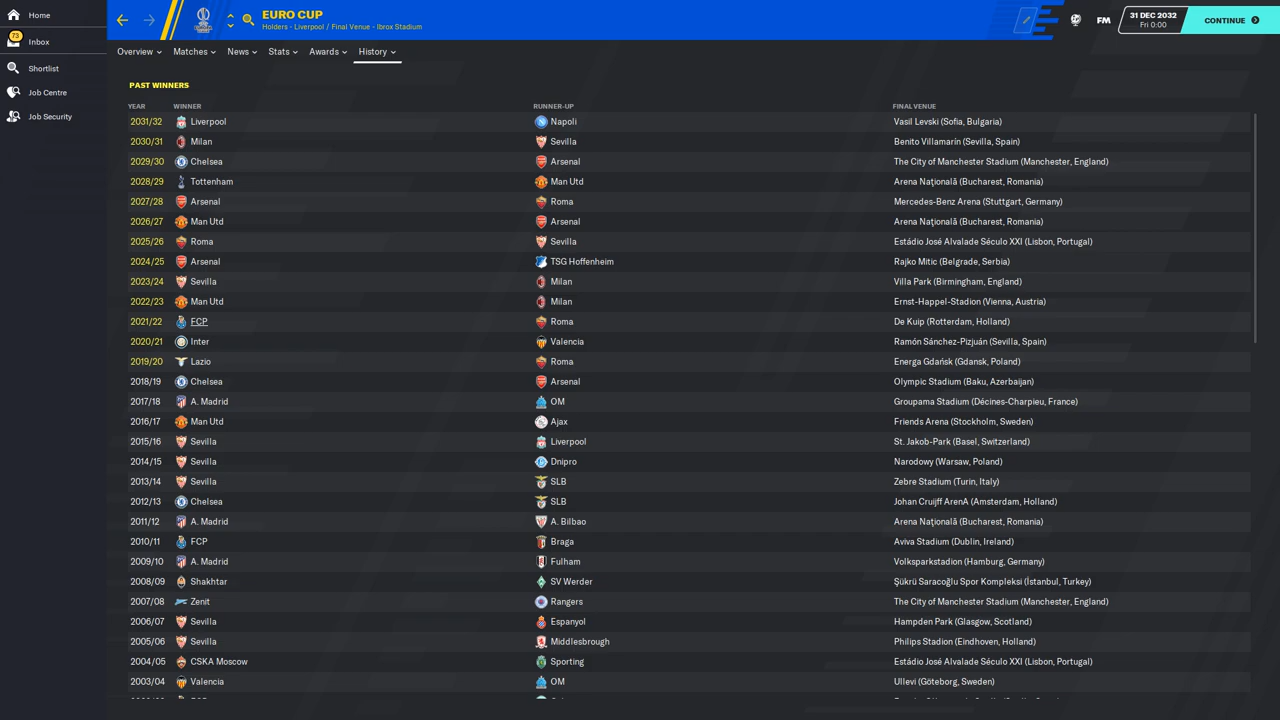 Home
73
Inbox
Shortlist
Job Centre
Job Security
EURO CUP
Holders - Liverpool / Final Venue - Ibrox Stadium
FM
31 DEC 2032
Fri 0:00
CONTINUE
Overview Matches News Stats Awards History
PAST WINNERS
YEAR WINNER RUNNER-UP FINAL VENUE
2031/32 Liverpool Napoli Vasil Levski (Sofia, Bulgaria)
2030/31 Milan Sevilla Benito Villamarín (Sevilla, Spain)
2029/30 Chelsea Arsenal The City of Manchester Stadium (Manchester, England)
2028/29 Tottenham Man Utd Arena Naţională (Bucharest, Romania)
2027/28 Arsenal Roma Mercedes-Benz Arena (Stuttgart, Germany)
2026/27 Man Utd Arsenal Arena Naţională (Bucharest, Romania)
2025/26 Roma Sevilla Estádio José Alvalade Século XXI (Lisbon, Portugal)
2024/25 Arsenal TSG Hoffenheim Rajko Mitic (Belgrade, Serbia)
2023/24 Sevilla Milan Villa Park (Birmingham, England)
2022/23 Man Utd Milan Ernst-Happel-Stadion (Vienna, Austria)
2021/22 FCP Roma De Kuip (Rotterdam, Holland)
2020/21 Inter Valencia Ramón Sánchez-Pizjuán (Sevilla, Spain)
2019/20 Lazio Roma Energa Gdańsk (Gdansk, Poland)
2018/19 Chelsea Arsenal Olympic Stadium (Baku, Azerbaijan)
2017/18 A. Madrid OM Groupama Stadium (Décines-Charpieu, France)
2016/17 Man Utd Ajax Friends Arena (Stockholm, Sweden)
2015/16 Sevilla Liverpool St. Jakob-Park (Basel, Switzerland)
2014/15 Sevilla Dnipro Narodowy (Warsaw, Poland)
2013/14 Sevilla SLB Zebre Stadium (Turin, Italy)
2012/13 Chelsea SLB Johan Cruijff ArenA (Amsterdam, Holland)
2011/12 A. Madrid A. Bilbao Arena Naţională (Bucharest, Romania)
2010/11 FCP Braga Aviva Stadium (Dublin, Ireland)
2009/10 A. Madrid Fulham Volksparkstadion (Hamburg, Germany)
2008/09 Shakhtar SV Werder Şükrü Saracoğlu Spor Kompleksi (İstanbul, Turkey)
2007/08 Zenit Rangers The City of Manchester Stadium (Manchester, England)
2006/07 Sevilla Espanyol Hampden Park (Glasgow, Scotland)
2005/06 Sevilla Middlesbrough Philips Stadion (Eindhoven, Holland)
2004/05 CSKA Moscow Sporting Estádio José Alvalade Século XXI (Lisbon, Portugal)
2003/04 Valencia OM Ullevi (Göteborg, Sweden)